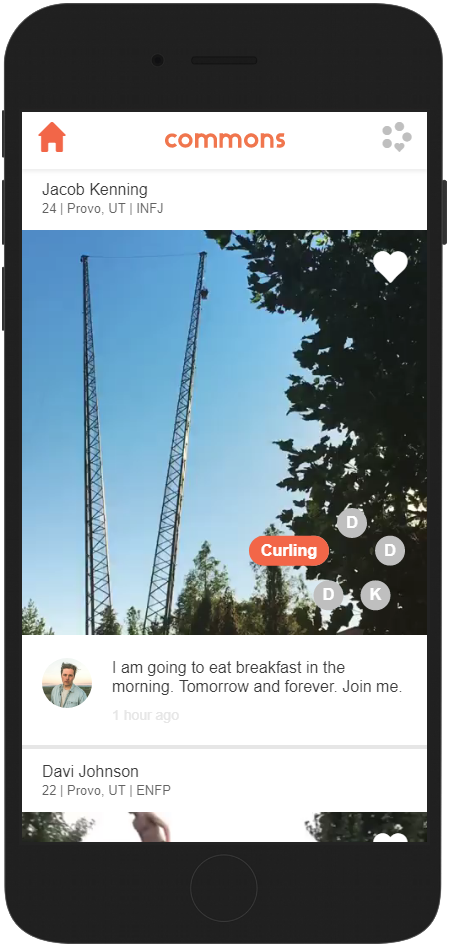 commons
Jacob Kenning
24 | Provo, UT | INFJ
D
Curling
D
D
K
I am going to eat breakfast in the
morning. Tomorrow and forever. Join me.
1 hour ago
Davi Johnson
22 | Provo, UT | ENFP